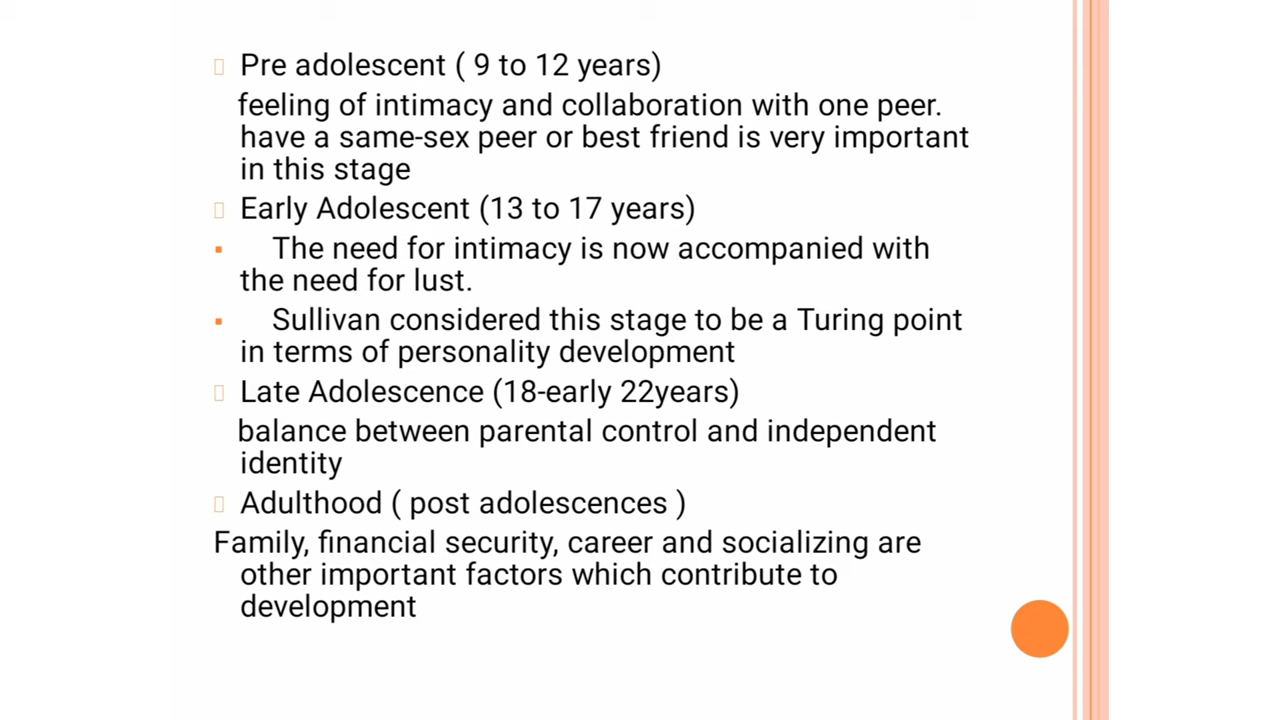 Pre adolescent ( 9 to 12 years)
feeling of intimacy and collaboration with one peer.
have a same-sex peer or best friend is very important
in this stage
Early Adolescent (13 to 17 years)
The need for intimacy is now accompanied with
the need for lust.
Sullivan considered this stage to be a Turing point
in terms of personality development
Late Adolescence (18-early 22years)
balance between parental control and independent
identity
Adulthood ( post adolescences )
Family, financial security, career and socializing are
other important factors which contribute to
development